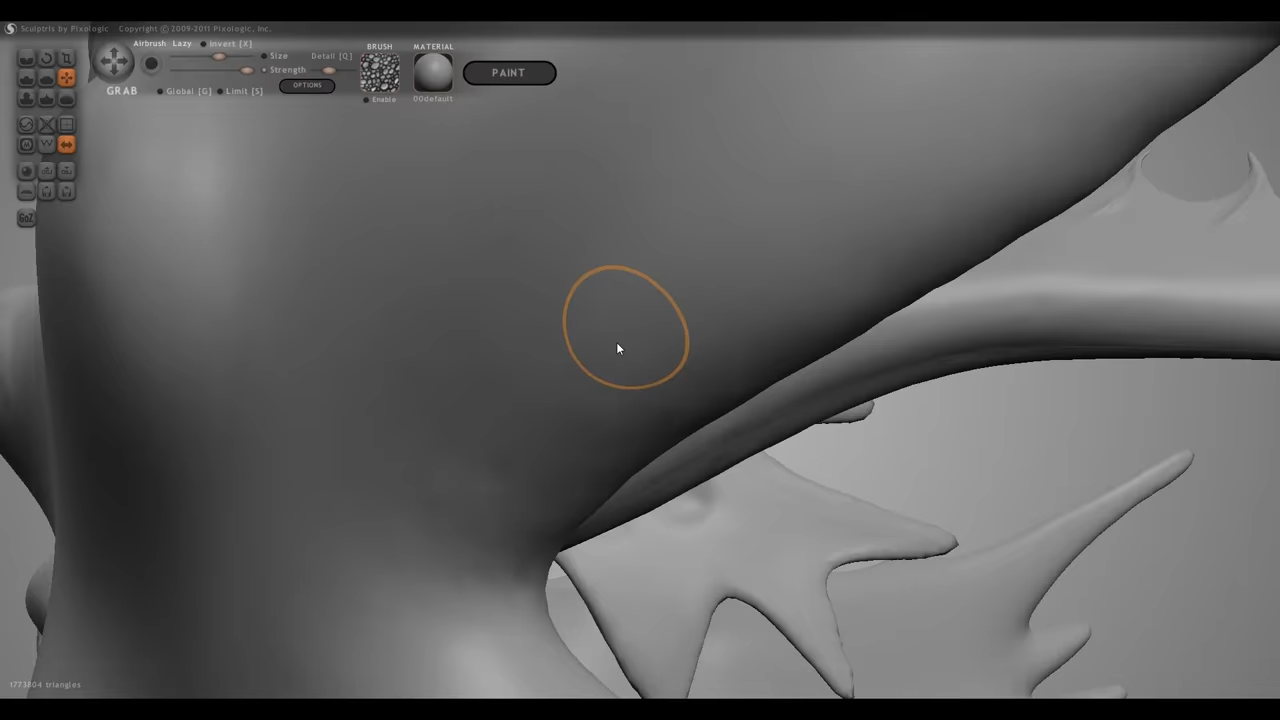 Sculptris by Pixologic   Copyright © 2009-2011 Pixologic, Inc.
Airbrush Lazy Invert [X]
Size Detail [Q]
Strength
OPTIONS
GRAB Global [G] Limit [S]
BRUSH
Enable
MATERIAL
00default
PAINT
GoZ
1773804 triangles